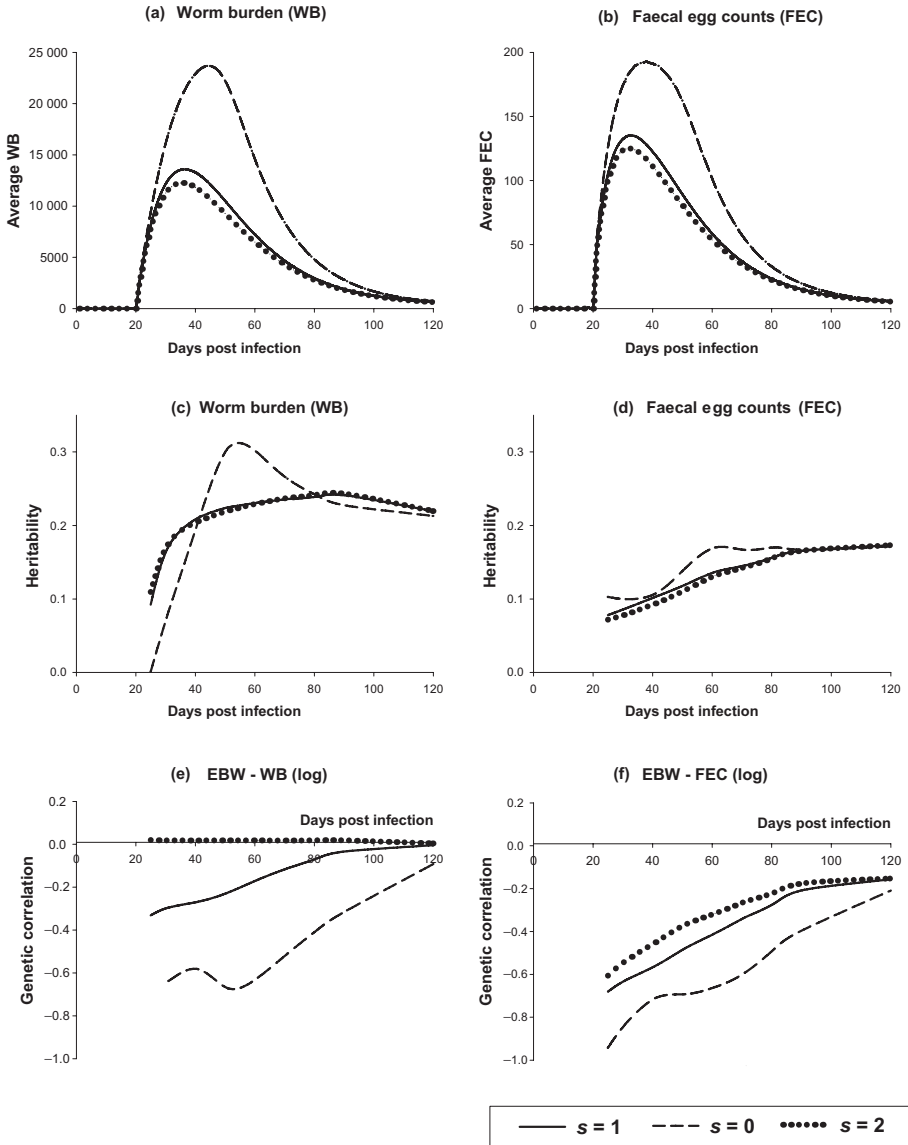 (a) Worm burden (WB)
Average WB
25 000
20 000
15 000
10 000
5000
0
0 20 40 60 80 100 120
Days post infection
(b) Faecal egg counts (FEC)
Average FEC
200
150
100
50
0
0 20 40 60 80 100 120
Days post infection
(c) Worm burden (WB)
Heritability
0.3
0.2
0.1
0.0
0 20 40 60 80 100 120
Days post infection
(d) Faecal egg counts (FEC)
Heritability
0.3
0.2
0.1
0.0
0 20 40 60 80 100 120
Days post infection
(e) EBW - WB (log)
Genetic correlation
0.2
0.0
–0.2
–0.4
–0.6
–0.8
–1.0
Days post infection
0 20 40 60 80 100 120
(f) EBW - FEC (log)
Genetic correlation
0.2
0.0
–0.2
–0.4
–0.6
–0.8
–1.0
Days post infection
0 20 40 60 80 100 120
s = 1 s = 0 s = 2